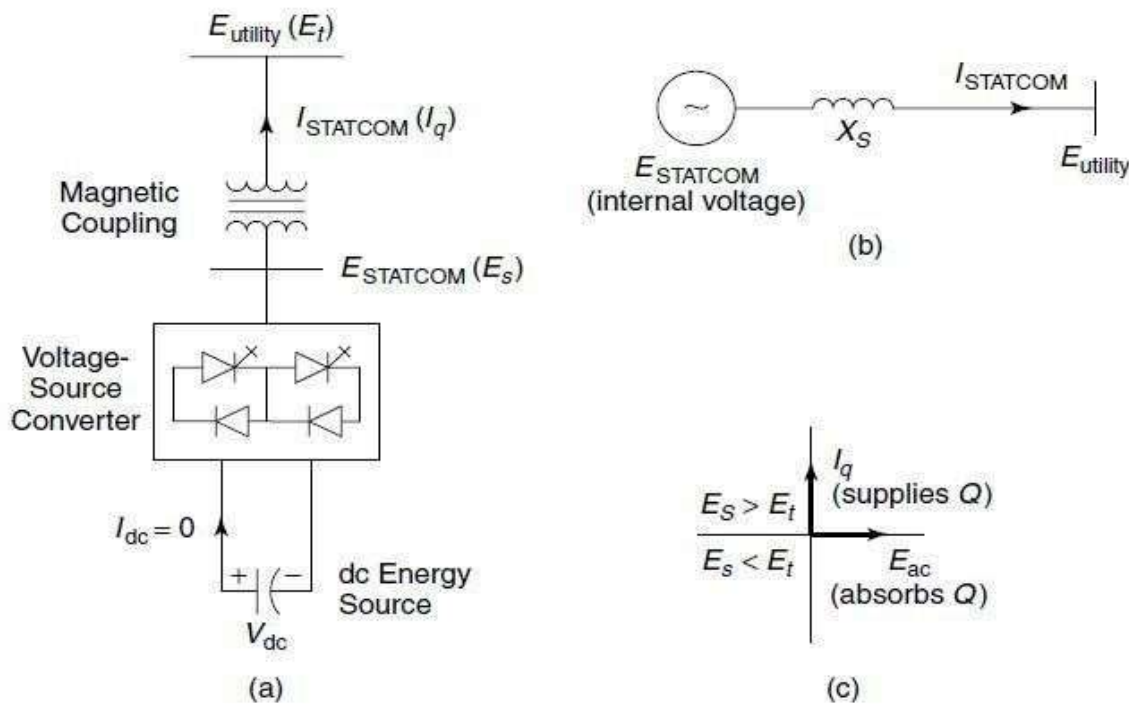 E_utility (E_t)
I_STATCOM (I_q)
Magnetic
Coupling
E_STATCOM (E_s)
Voltage-
Source
Converter
I_dc = 0
+ −
dc Energy
Source
V_dc
(a)
I_STATCOM
~
X_S
E_STATCOM
(internal voltage)
E_utility
(b)
I_q
(supplies Q)
E_S > E_t
E_s < E_t
E_ac
(absorbs Q)
(c)